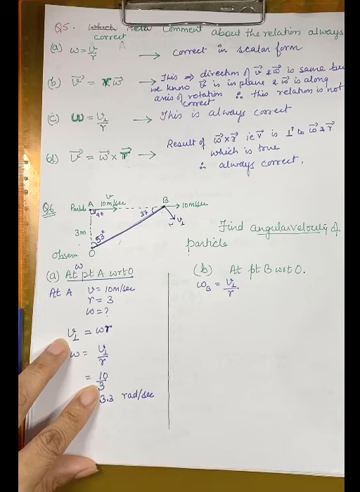 Q5. Comment about the relation always
correct
(a) ω = v/r → correct in scalar form
(b) v⃗ = r ω⃗ → This ⇒ direction of v⃗ & ω⃗ is same but
we know v⃗ is in plane & ω⃗ is along
axis of rotation ∴ this relation is not
correct
(c) ω = v⊥/r → This is always correct
(d) v⃗ = ω⃗ × r⃗ → Result of ω⃗ × r⃗ i.e v⃗ is ⊥r to ω⃗ & r⃗
which is true
∴ always correct.
Q6. Particle A v 10m/sec B 10m/sec
37 v⊥
3m 53°
Observer O
Find angular velocity of
particle
(a) At pt A wrt O
At A v = 10m/sec
r = 3
ω = ?
v⊥ = ωr
ω = v⊥/r
= 10/3
3.3 rad/sec
(b) At pt B wrt O.
ωB = v⊥/r